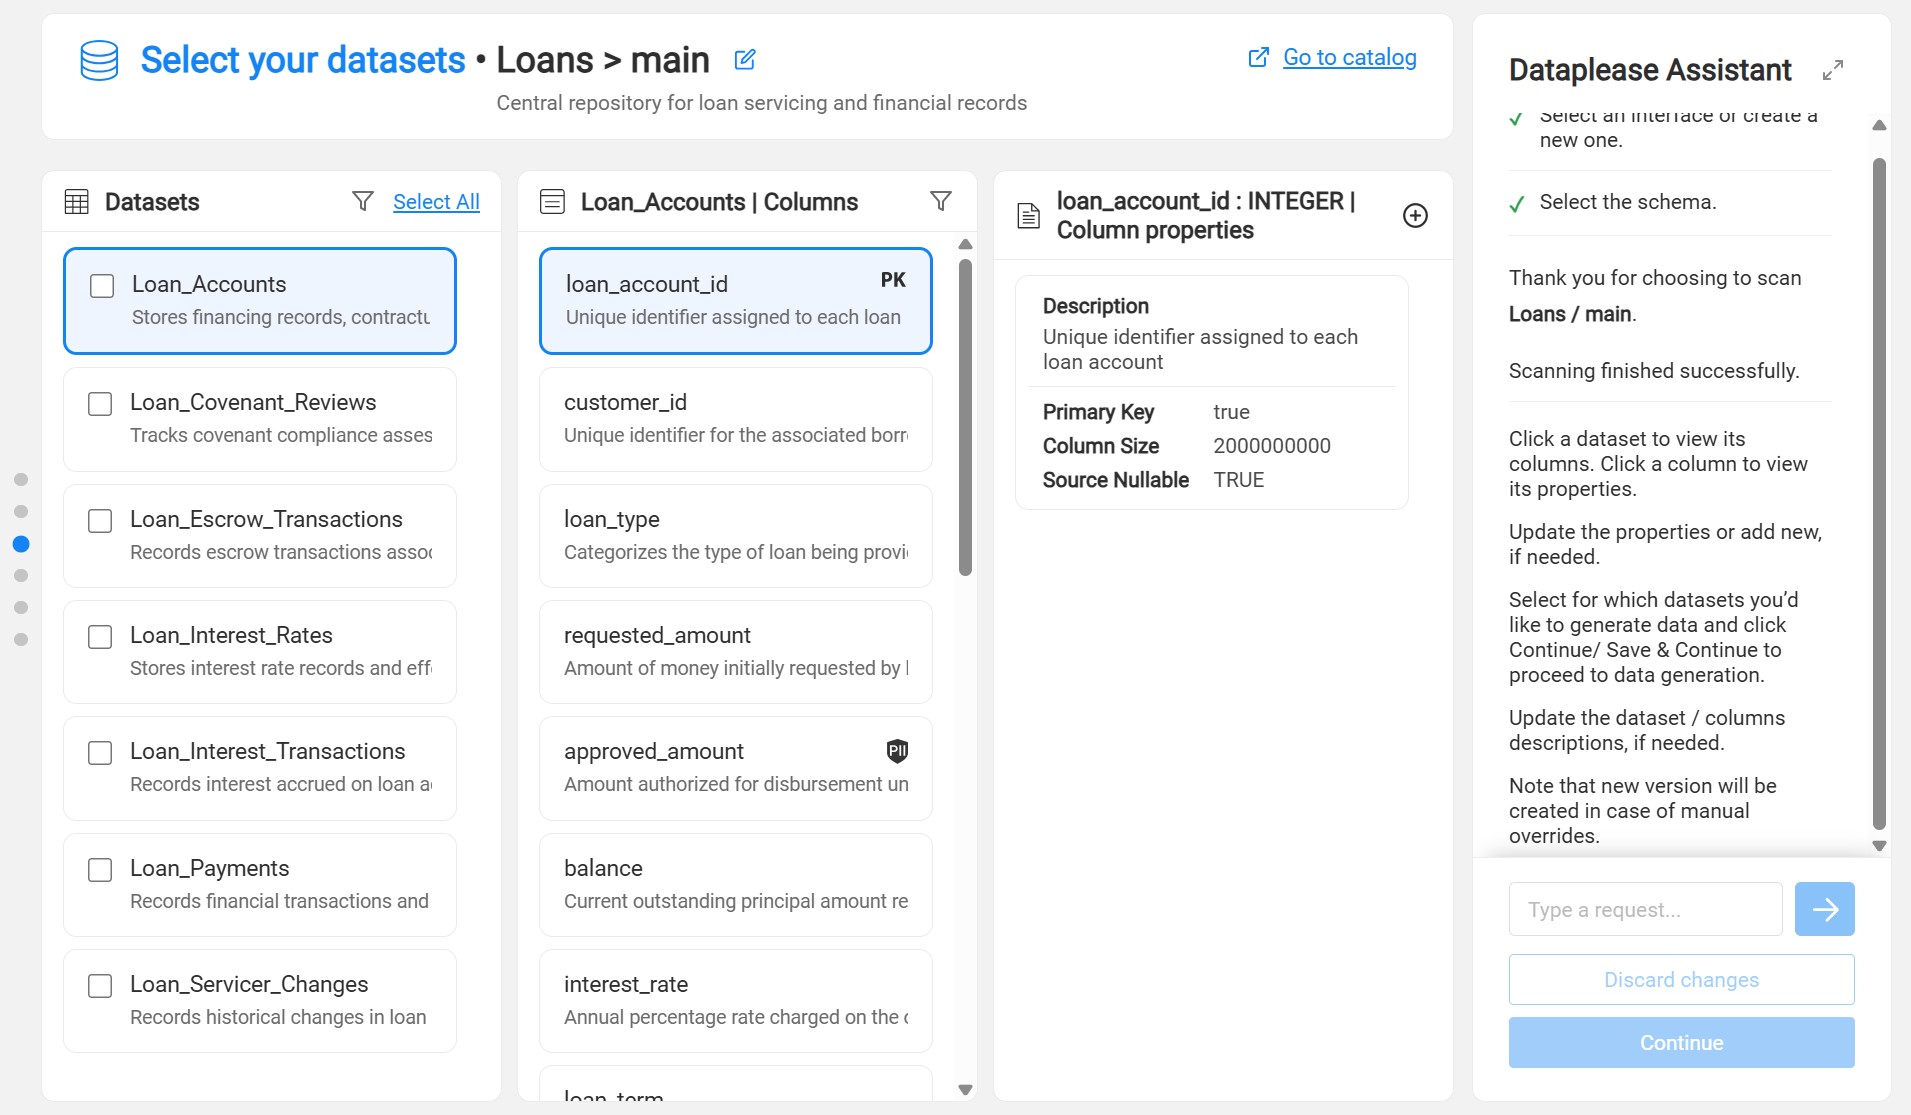 Select your datasets • Loans > main
Go to catalog
Central repository for loan servicing and financial records
Datasets
Select All
Loan_Accounts
Stores financing records, contractu
Loan_Covenant_Reviews
Tracks covenant compliance asses
Loan_Escrow_Transactions
Records escrow transactions assoc
Loan_Interest_Rates
Stores interest rate records and eff
Loan_Interest_Transactions
Records interest accrued on loan a
Loan_Payments
Records financial transactions and
Loan_Servicer_Changes
Records historical changes in loan
Loan_Accounts | Columns
loan_account_id
PK
Unique identifier assigned to each loan
customer_id
Unique identifier for the associated borr
loan_type
Categorizes the type of loan being provi
requested_amount
Amount of money initially requested by
approved_amount
PII
Amount authorized for disbursement un
balance
Current outstanding principal amount re
interest_rate
Annual percentage rate charged on the
loan_term
loan_account_id : INTEGER |
Column properties
Description
Unique identifier assigned to each
loan account
Primary Key true
Column Size 2000000000
Source Nullable TRUE
Dataplease Assistant
Select an interface or create a
new one.
Select the schema.
Thank you for choosing to scan
Loans / main.
Scanning finished successfully.
Click a dataset to view its
columns. Click a column to view
its properties.
Update the properties or add new,
if needed.
Select for which datasets you’d
like to generate data and click
Continue/ Save & Continue to
proceed to data generation.
Update the dataset / columns
descriptions, if needed.
Note that new version will be
created in case of manual
overrides.
Type a request...
Discard changes
Continue